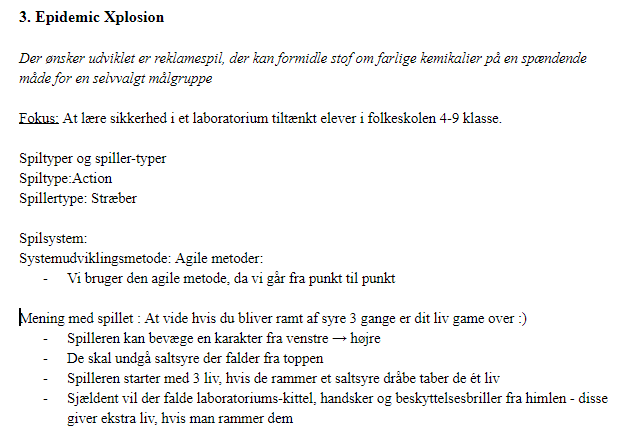 3. Epidemic Xplosion
Der ønsker udviklet er reklamespil, der kan formidle stof om farlige kemikalier på en spændende
måde for en selvvalgt målgruppe
Fokus: At lære sikkerhed i et laboratorium tiltænkt elever i folkeskolen 4-9 klasse.
Spiltyper og spiller-typer
Spiltype:Action
Spillertype: Stræber
Spilsystem:
Systemudviklingsmetode: Agile metoder:
- Vi bruger den agile metode, da vi går fra punkt til punkt
Mening med spillet : At vide hvis du bliver ramt af syre 3 gange er dit liv game over :)
- Spilleren kan bevæge en karakter fra venstre → højre
- De skal undgå saltsyre der falder fra toppen
- Spilleren starter med 3 liv, hvis de rammer et saltsyre dråbe taber de ét liv
- Sjældent vil der falde laboratoriums-kittel, handsker og beskyttelsesbriller fra himlen - disse
giver ekstra liv, hvis man rammer dem